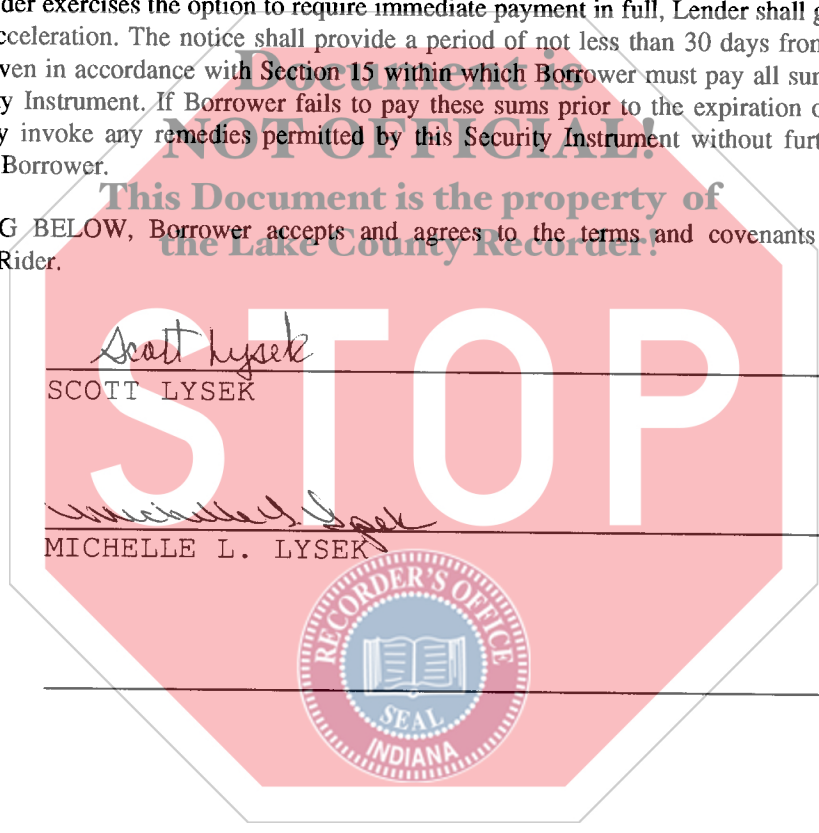 der exercises the option to require immediate payment in full, Lender shall g
cceleration. The notice shall provide a period of not less than 30 days from
ven in accordance with Section 15 within which Borrower must pay all sum
Document is
ty Instrument. If Borrower fails to pay these sums prior to the expiration o
NOT OFFICIAL!
y invoke any remedies permitted by this Security Instrument without furt
Borrower.
This Document is the property of
G BELOW, Borrower accepts and agrees to the terms and covenants
the Lake County Recorder!
Rider.
STOP
Scott Lysek
SCOTT LYSEK
Michelle L. Lysek
MICHELLE L. LYSEK
RECORDER'S OFFICE
SEAL
INDIANA